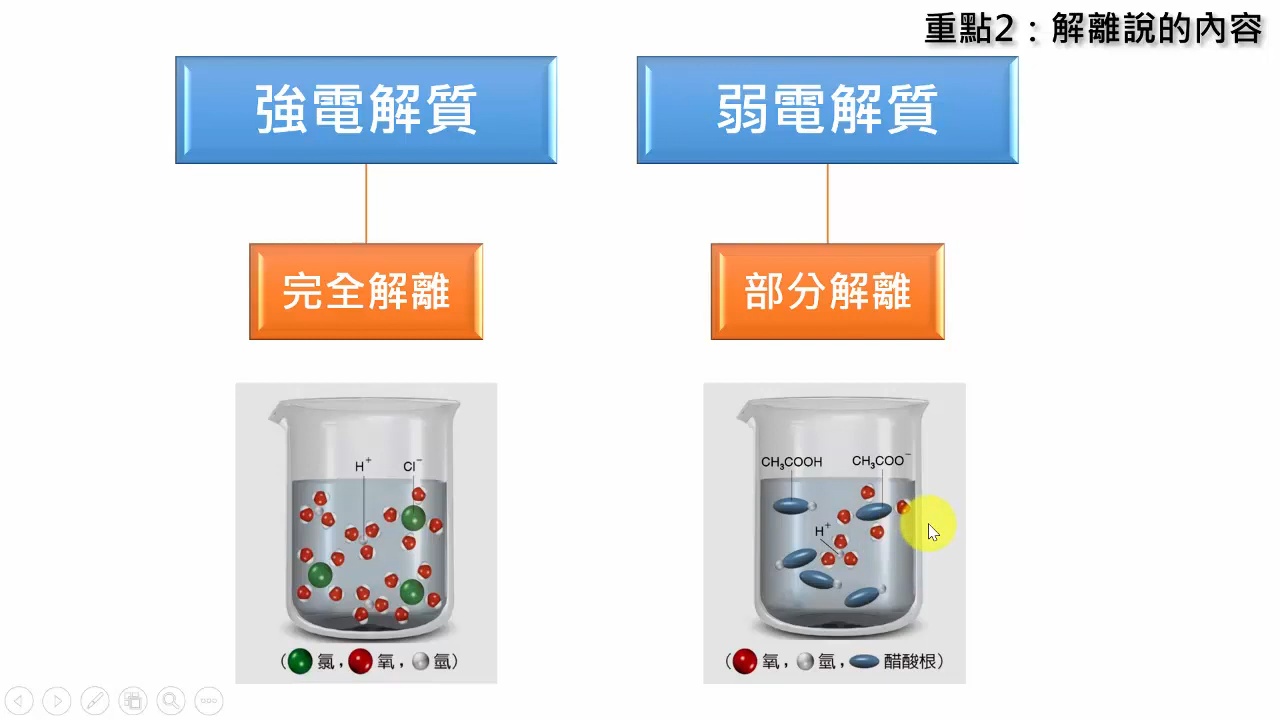 重點2：解離說的內容
強電解質
弱電解質
完全解離
部分解離
H⁺ Cl⁻
(氯，氧，氫)
CH₃COOH CH₃COO⁻
H⁺
(氧，氫，醋酸根)